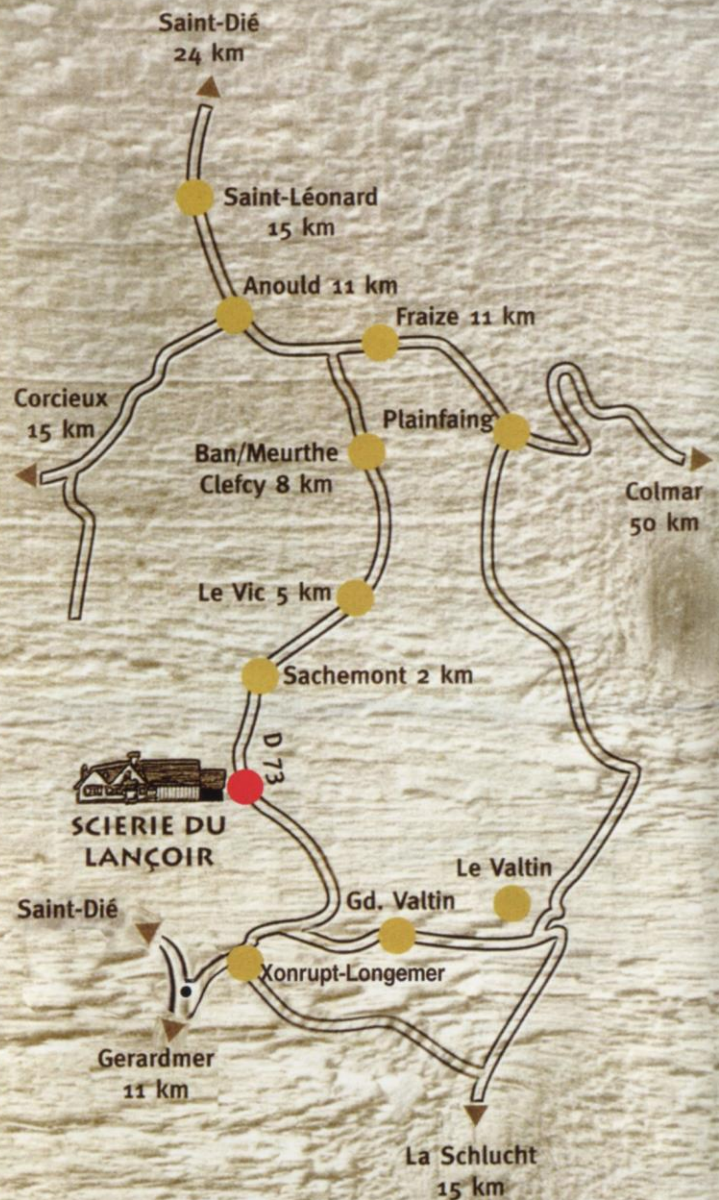 Saint-Dié
24 km
Saint-Léonard
15 km
Anould 11 km
Fraize 11 km
Corcieux
15 km
Plainfaing
Ban/Meurthe
Clefcy 8 km
Colmar
50 km
Le Vic 5 km
Sachemont 2 km
D 73
SCIERIE DU
LANÇOIR
Le Valtin
Saint-Dié
Gd. Valtin
Xonrupt-Longemer
Gerardmer
11 km
La Schlucht
15 km